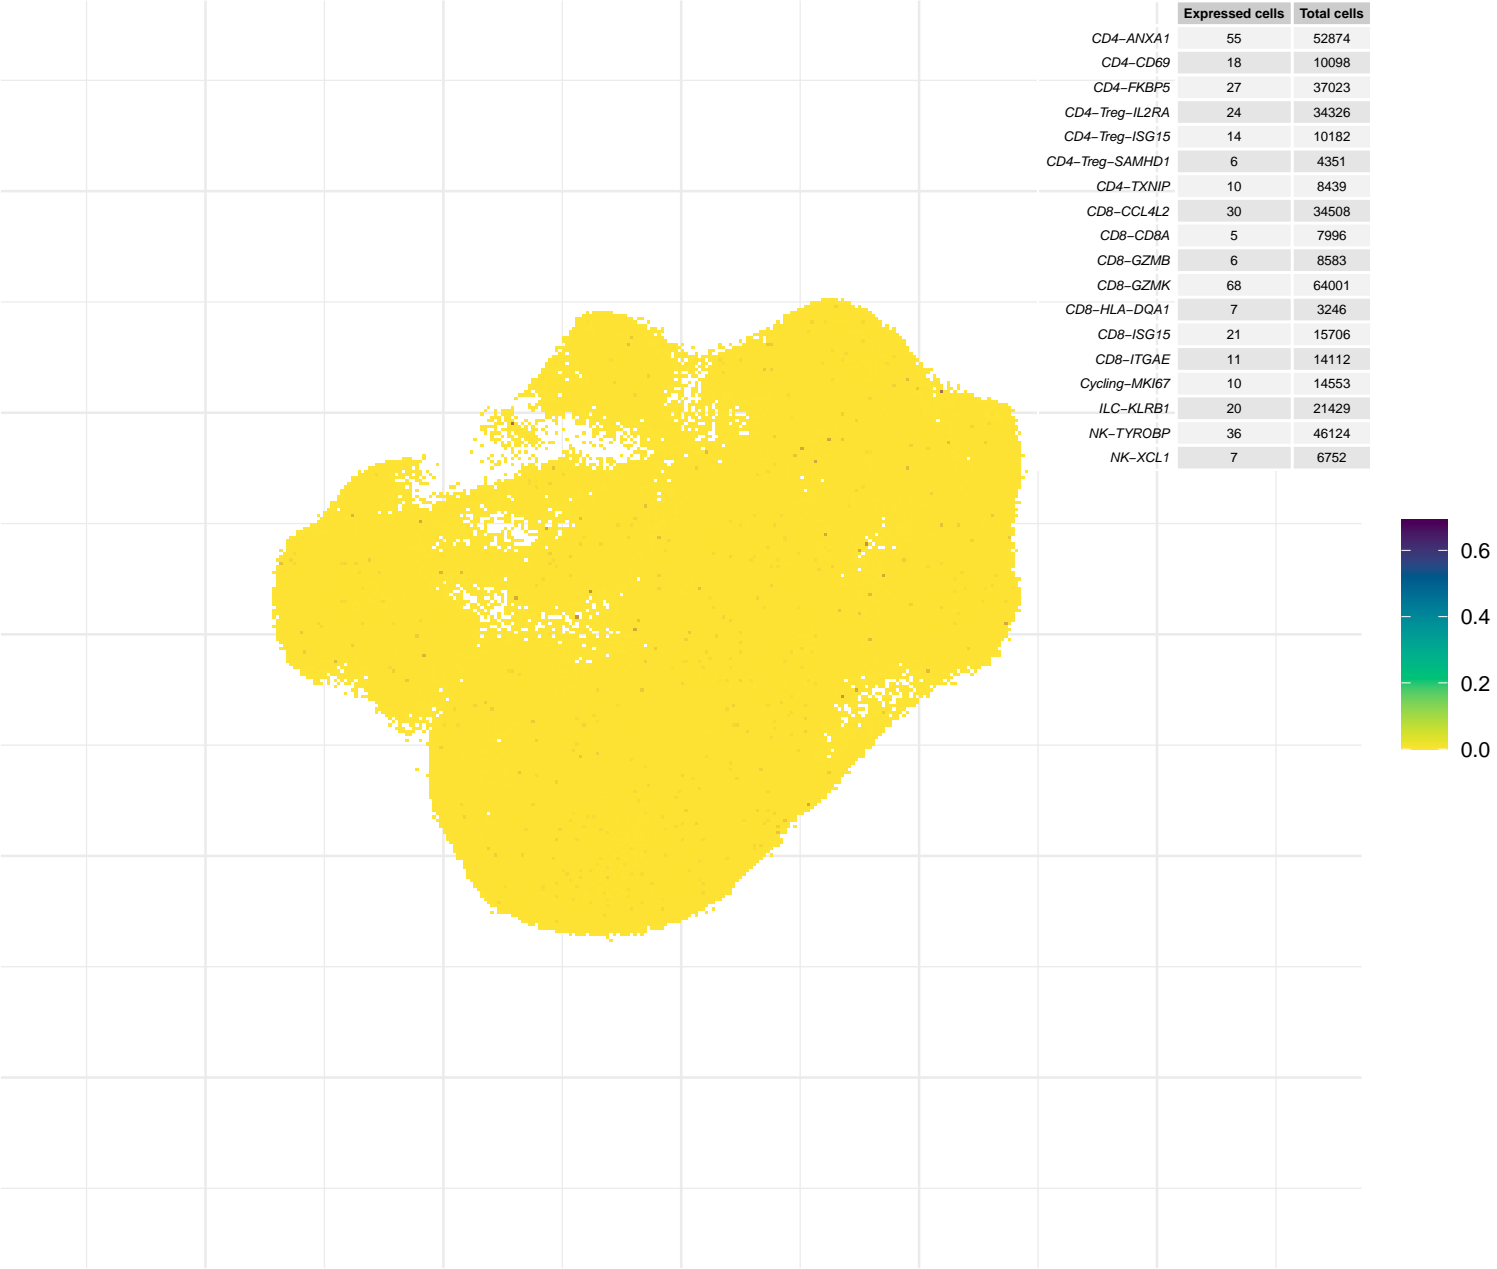 Expressed cells Total cells
CD4−ANXA1 55 52874
CD4−CD69 18 10098
CD4−FKBP5 27 37023
CD4−Treg−IL2RA 24 34326
CD4−Treg−ISG15 14 10182
CD4−Treg−SAMHD1 6 4351
CD4−TXNIP 10 8439
CD8−CCL4L2 30 34508
CD8−CD8A 5 7996
CD8−GZMB 6 8583
CD8−GZMK 68 64001
CD8−HLA−DQA1 7 3246
CD8−ISG15 21 15706
CD8−ITGAE 11 14112
Cycling−MKI67 10 14553
ILC−KLRB1 20 21429
NK−TYROBP 36 46124
NK−XCL1 7 6752
0.6
0.4
0.2
0.0